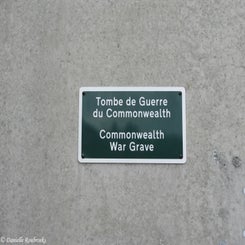 Tombe de Guerre
du Commonwealth
Commonwealth
War Grave